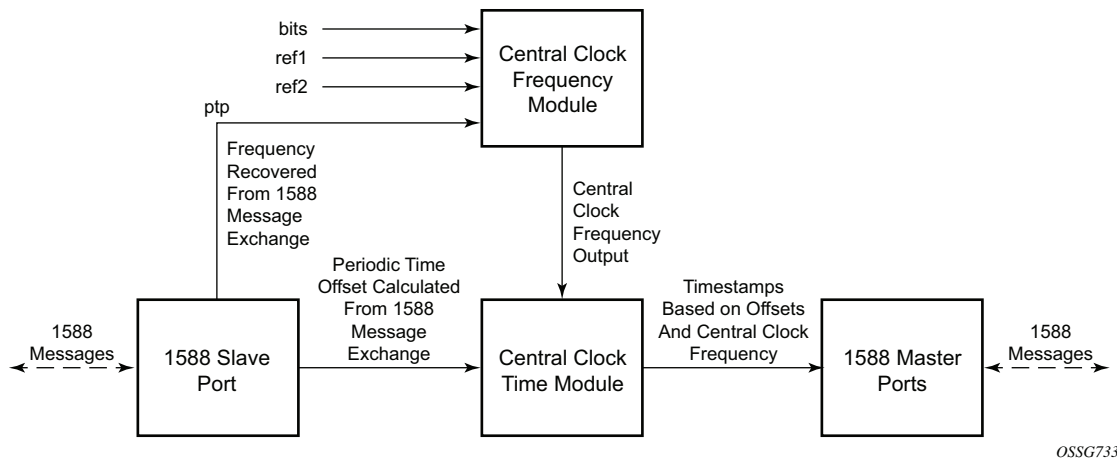 bits
ref1
ref2
ptp
Central Clock
Frequency
Module
Frequency
Recovered
From 1588
Message
Exchange
Central
Clock
Frequency
Output
Periodic Time
Offset Calculated
From 1588
Message
Exchange
Timestamps
Based on Offsets
And Central Clock
Frequency
1588
Messages
1588 Slave
Port
Central Clock
Time Module
1588 Master
Ports
1588
Messages
OSSG733